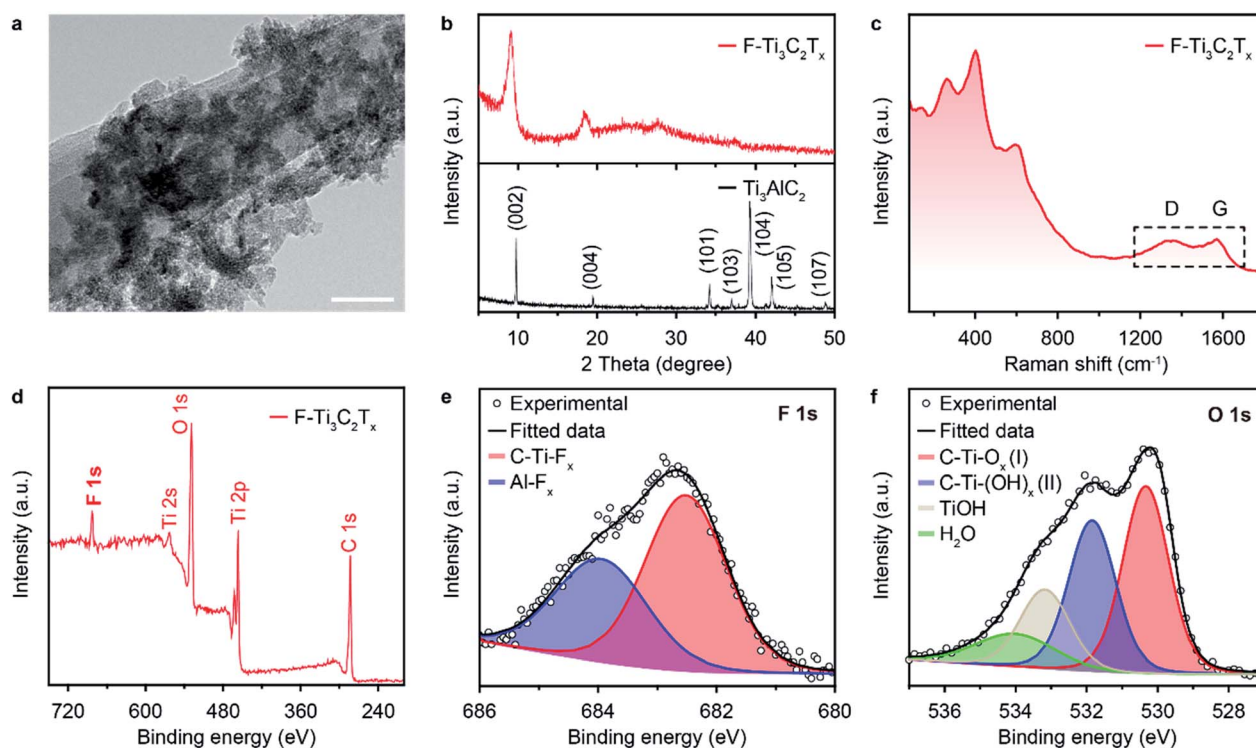 a
b
F-Ti₃C₂Tₓ
Ti₃AlC₂
(002)
(004)
(101)
(103)
(104)
(105)
(107)
Intensity (a.u.)
10 20 30 40 50
2 Theta (degree)
c
F-Ti₃C₂Tₓ
D G
Intensity (a.u.)
400 800 1200 1600
Raman shift (cm⁻¹)
d
F-Ti₃C₂Tₓ
F 1s
Ti 2s
O 1s
Ti 2p
C 1s
Intensity (a.u.)
720 600 480 360 240
Binding energy (eV)
e
Experimental
Fitted data
C-Ti-Fₓ
Al-Fₓ
F 1s
Intensity (a.u.)
686 684 682 680
Binding energy (eV)
f
Experimental
Fitted data
C-Ti-Oₓ (I)
C-Ti-(OH)ₓ (II)
TiOH
H₂O
O 1s
Intensity (a.u.)
536 534 532 530 528
Binding energy (eV)